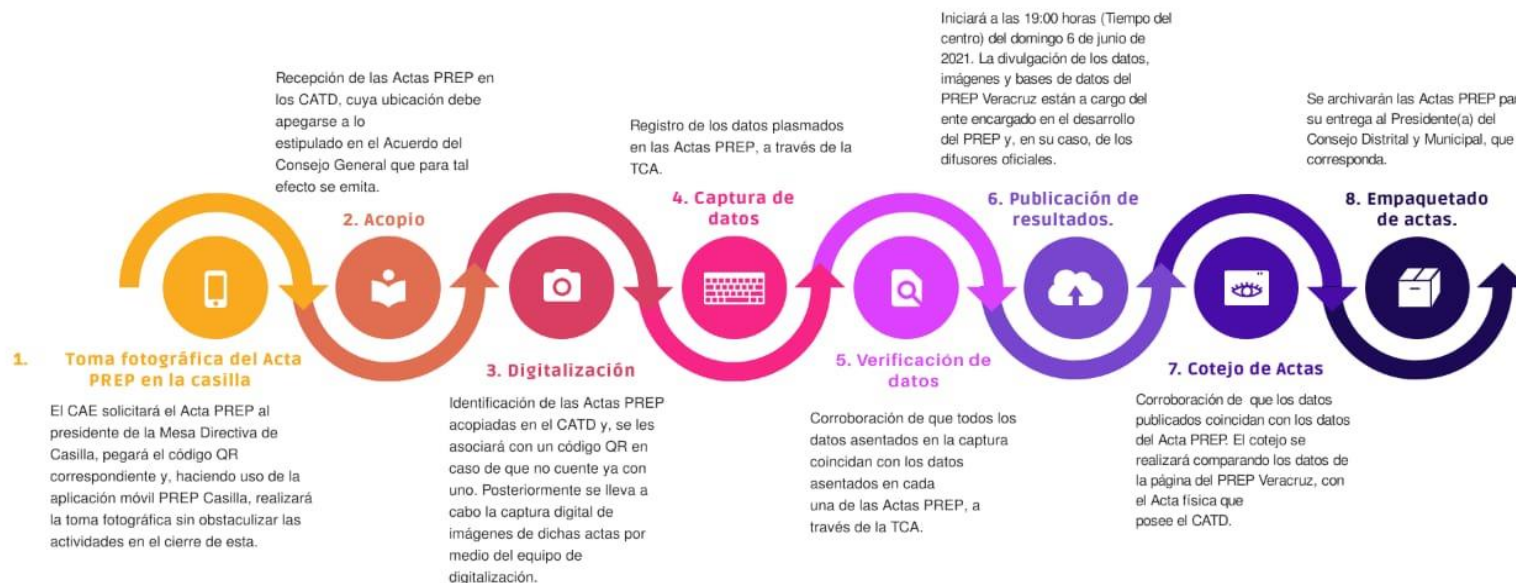 1. Toma fotográfica del Acta
PREP en la casilla
El CAE solicitará el Acta PREP al
presidente de la Mesa Directiva de
Casilla, pegará el código QR
correspondiente y, haciendo uso de la
aplicación móvil PREP Casilla, realizará
la toma fotográfica sin obstaculizar las
actividades en el cierre de esta.
Recepción de las Actas PREP en
los CATD, cuya ubicación debe
apegarse a lo
estipulado en el Acuerdo del
Consejo General que para tal
efecto se emita.
2. Acopio
3. Digitalización
Identificación de las Actas PREP
acopiadas en el CATD y, se les
asociará con un código QR en
caso de que no cuente ya con
uno. Posteriormente se lleva a
cabo la captura digital de
imágenes de dichas actas por
medio del equipo de
digitalización.
Registro de los datos plasmados
en las Actas PREP, a través de la
TCA.
4. Captura de
datos
5. Verificación de
datos
Corroboración de que todos los
datos asentados en la captura
coincidan con los datos
asentados en cada
una de las Actas PREP, a
través de la TCA.
Iniciará a las 19:00 horas (Tiempo del
centro) del domingo 6 de junio de
2021. La divulgación de los datos,
imágenes y bases de datos del
PREP Veracruz están a cargo del
ente encargado en el desarrollo
del PREP y, en su caso, de los
difusores oficiales.
6. Publicación de
resultados.
7. Cotejo de Actas
Corroboración de que los datos
publicados coincidan con los datos
del Acta PREP. El cotejo se
realizará comparando los datos de
la página del PREP Veracruz, con
el Acta física que
posee el CATD.
Se archivarán las Actas PREP
su entrega al Presidente(a) del
Consejo Distrital y Municipal, que
corresponda.
8. Empaquetado
de actas.